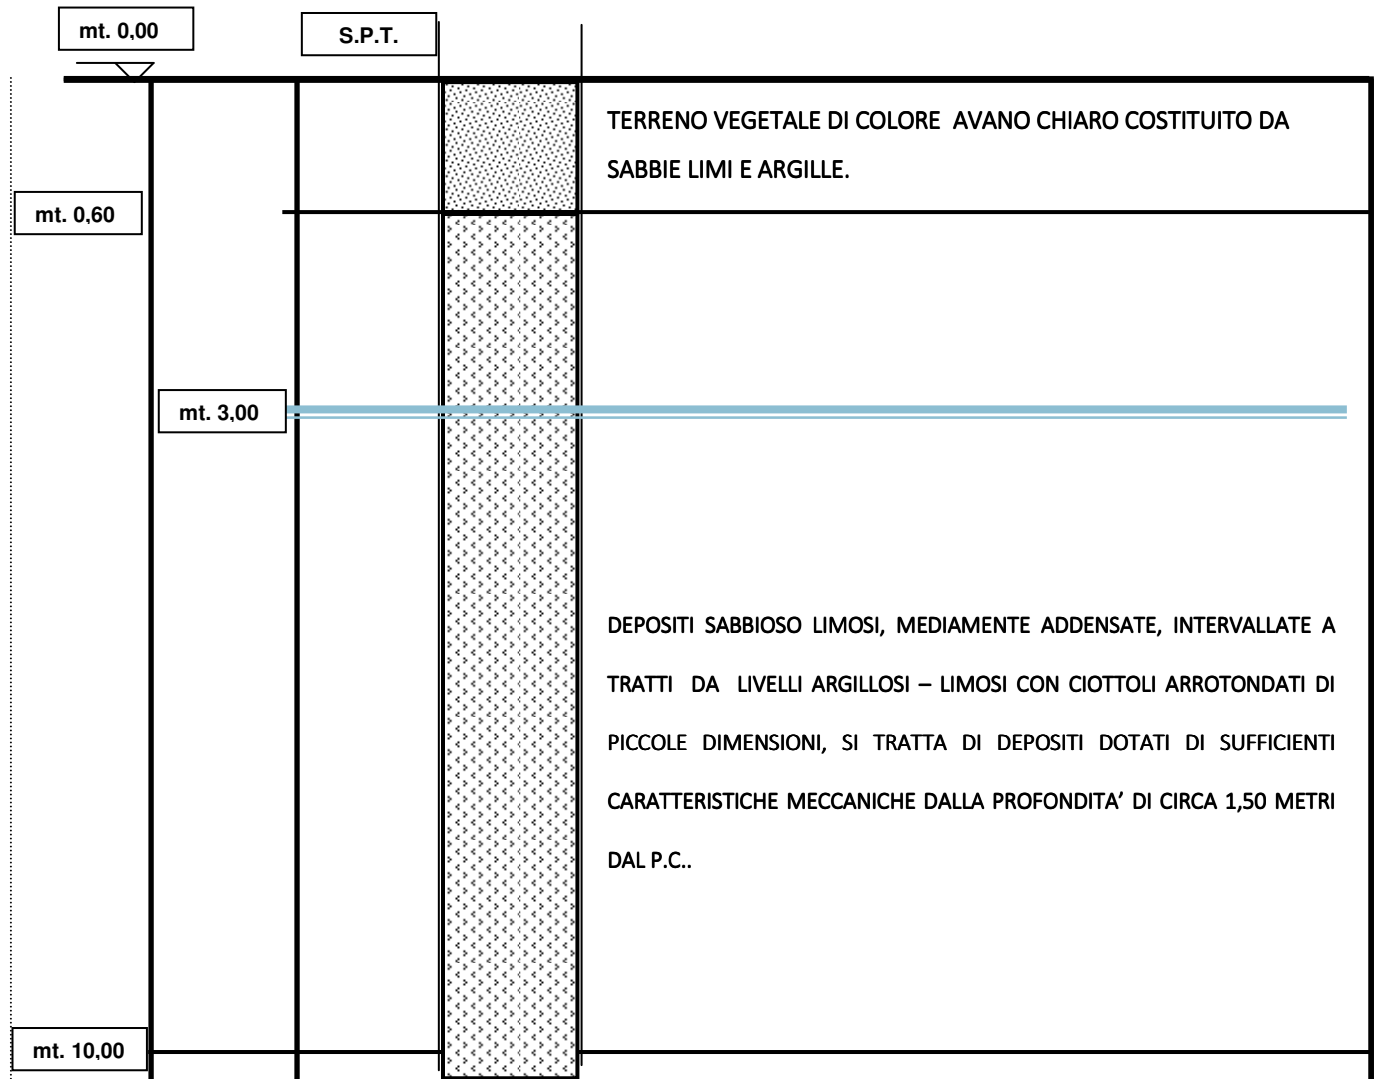 mt. 0,00
S.P.T.
TERRENO VEGETALE DI COLORE AVANO CHIARO COSTITUITO DA
SABBIE LIMI E ARGILLE.
mt. 0,60
mt. 3,00
DEPOSITI SABBIOSO LIMOSI, MEDIAMENTE ADDENSATE, INTERVALLATE A
TRATTI DA LIVELLI ARGILLOSI – LIMOSI CON CIOTTOLI ARROTONDATI DI
PICCOLE DIMENSIONI, SI TRATTA DI DEPOSITI DOTATI DI SUFFICIENTI
CARATTERISTICHE MECCANICHE DALLA PROFONDITA’ DI CIRCA 1,50 METRI
DAL P.C..
mt. 10,00